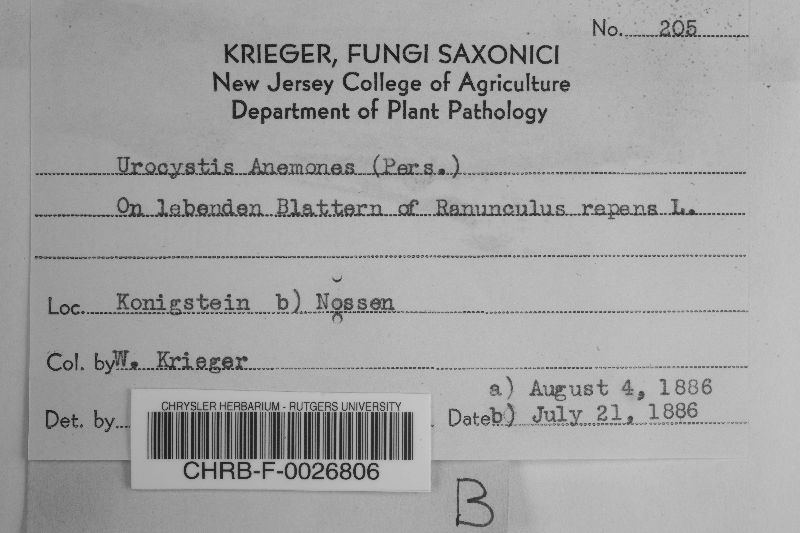 No. 205
KRIEGER, FUNGI SAXONICI
New Jersey College of Agriculture
Department of Plant Pathology
Urocystis Anemones (Pers.)
On lebenden Blattern of Ranunculus repens L.
Loc. Konigstein b) Nossen
Col. by W. Krieger
a) August 4, 1886
Det. by Date b) July 21, 1886
CHRYSLER HERBARIUM - RUTGERS UNIVERSITY
CHRB-F-0026806
B